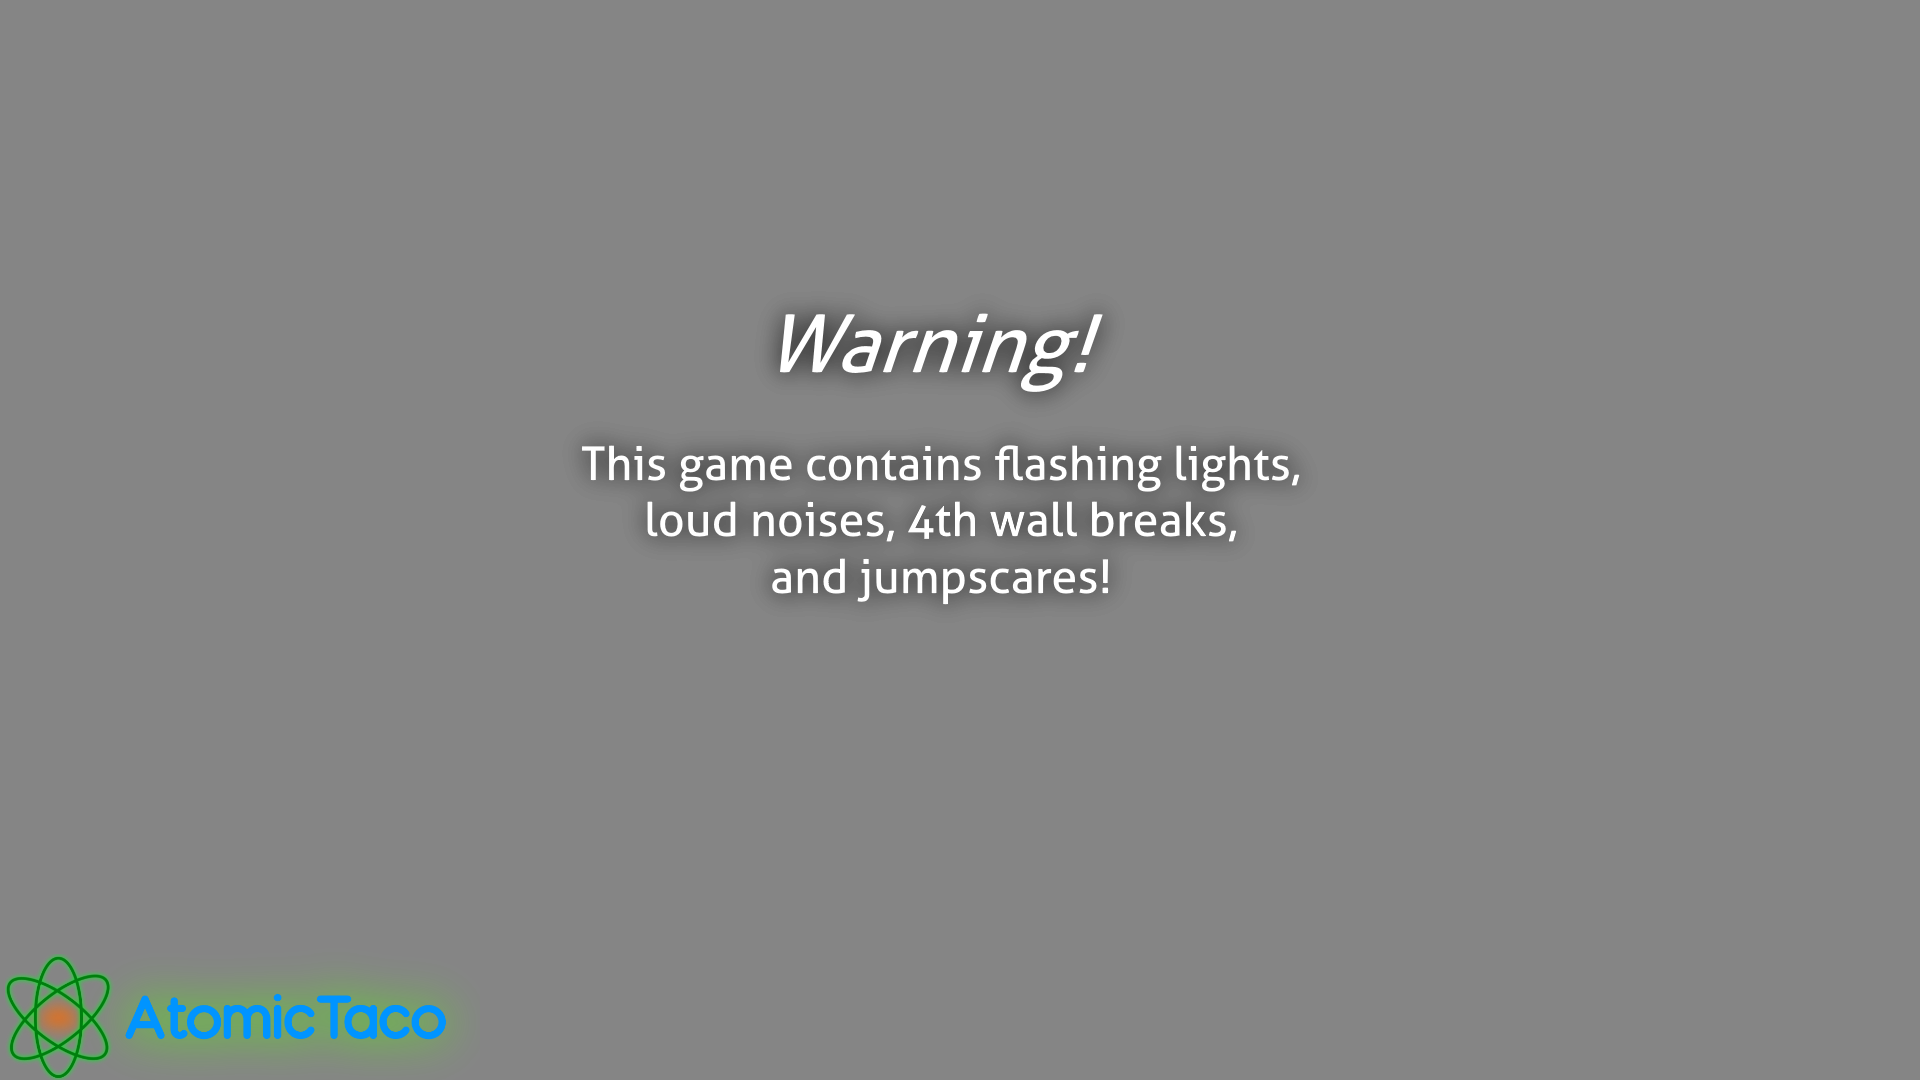 Warning!
This game contains flashing lights,
loud noises, 4th wall breaks,
and jumpscares!
AtomicTaco